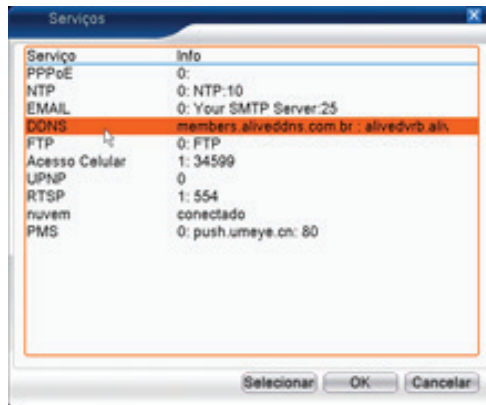 Serviços
Serviço Info
PPPoE 0:
NTP 0: NTP:10
EMAIL 0: Your SMTP Server:25
DDNS members.aliveddns.com.br : alivedvrb.aliv
FTP 0: FTP
Acesso Celular 1: 34599
UPNP 0
RTSP 1: 554
nuvem conectado
PMS 0: push.umeye.cn: 80
Selecionar OK Cancelar